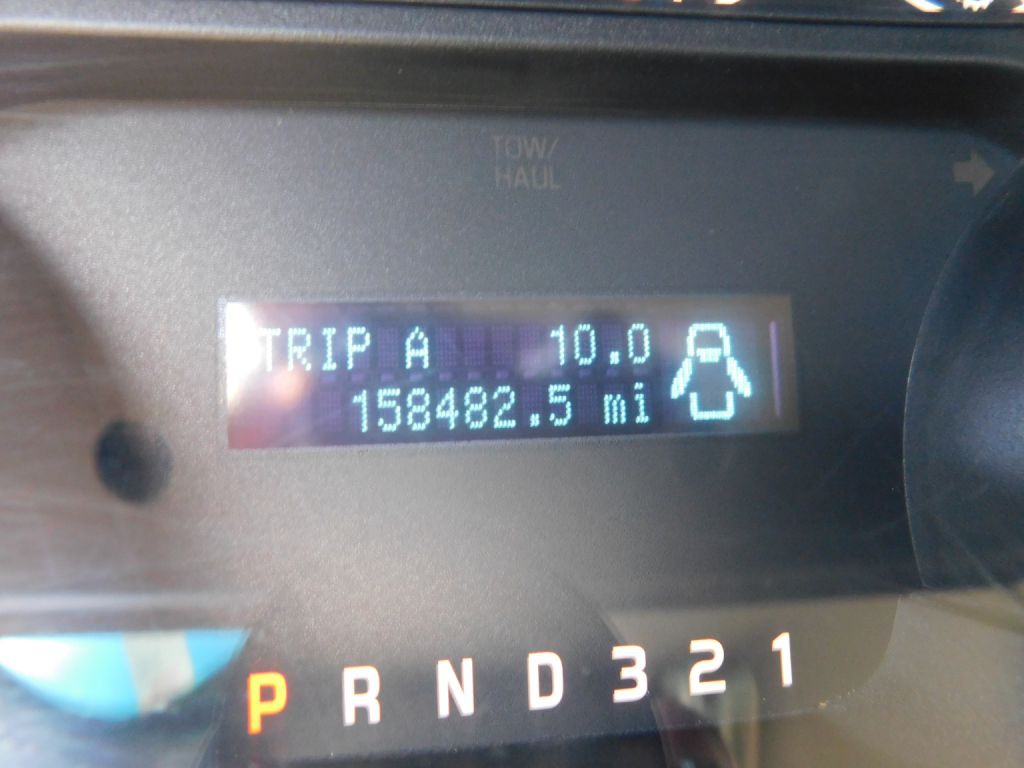 TOW/
HAUL
TRIP A 10.0
158482.5 mi
P R N D 3 2 1